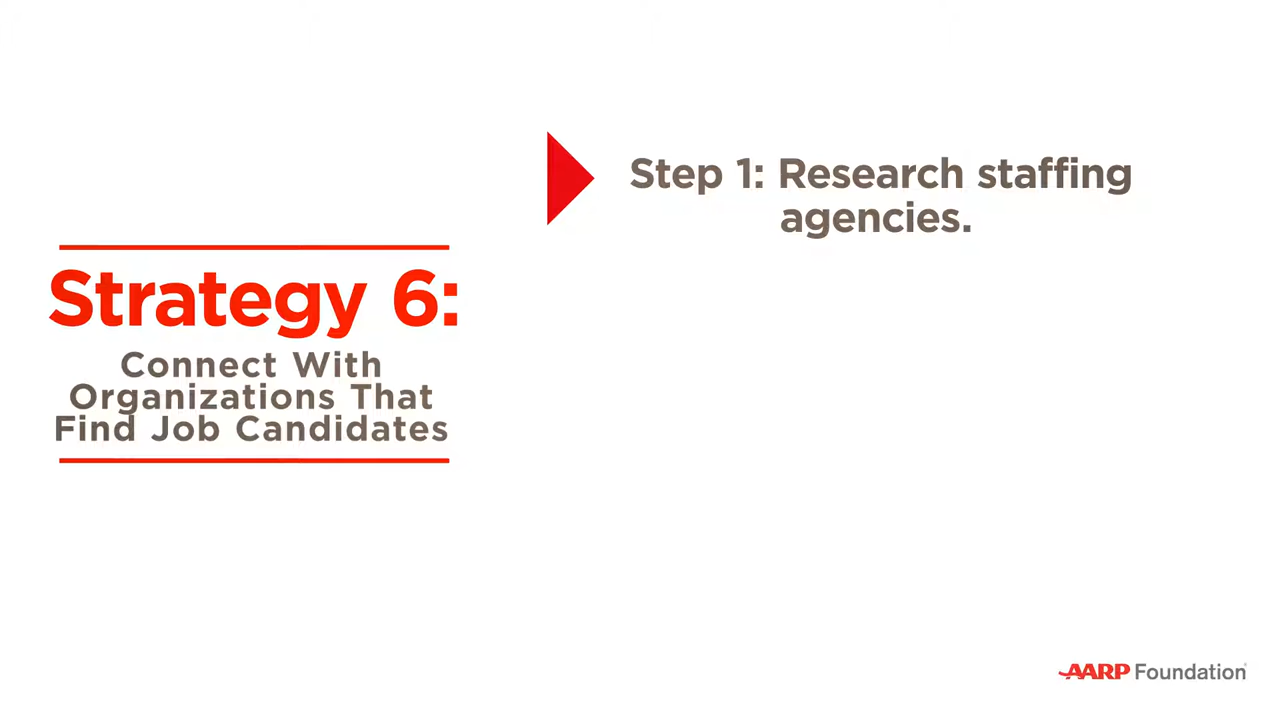 Strategy 6:
Connect With
Organizations That
Find Job Candidates
Step 1: Research staffing
agencies.
AARP Foundation